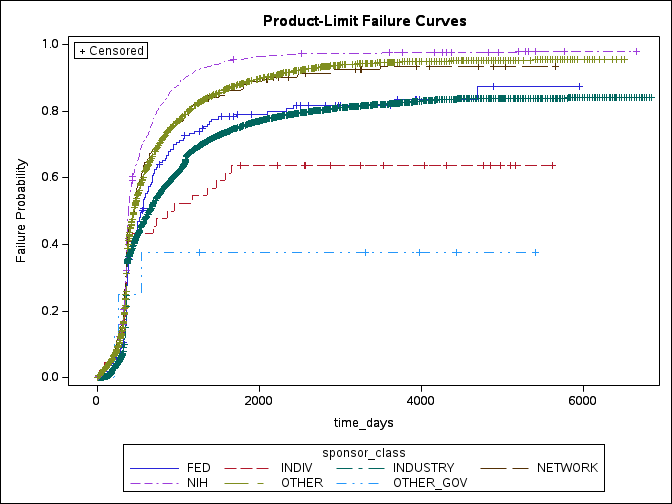 Product-Limit Failure Curves
+ Censored
1.0
0.8
0.6
0.4
0.2
0.0
Failure Probability
0 2000 4000 6000
time_days
sponsor_class
FED INDIV INDUSTRY NETWORK
NIH OTHER OTHER_GOV